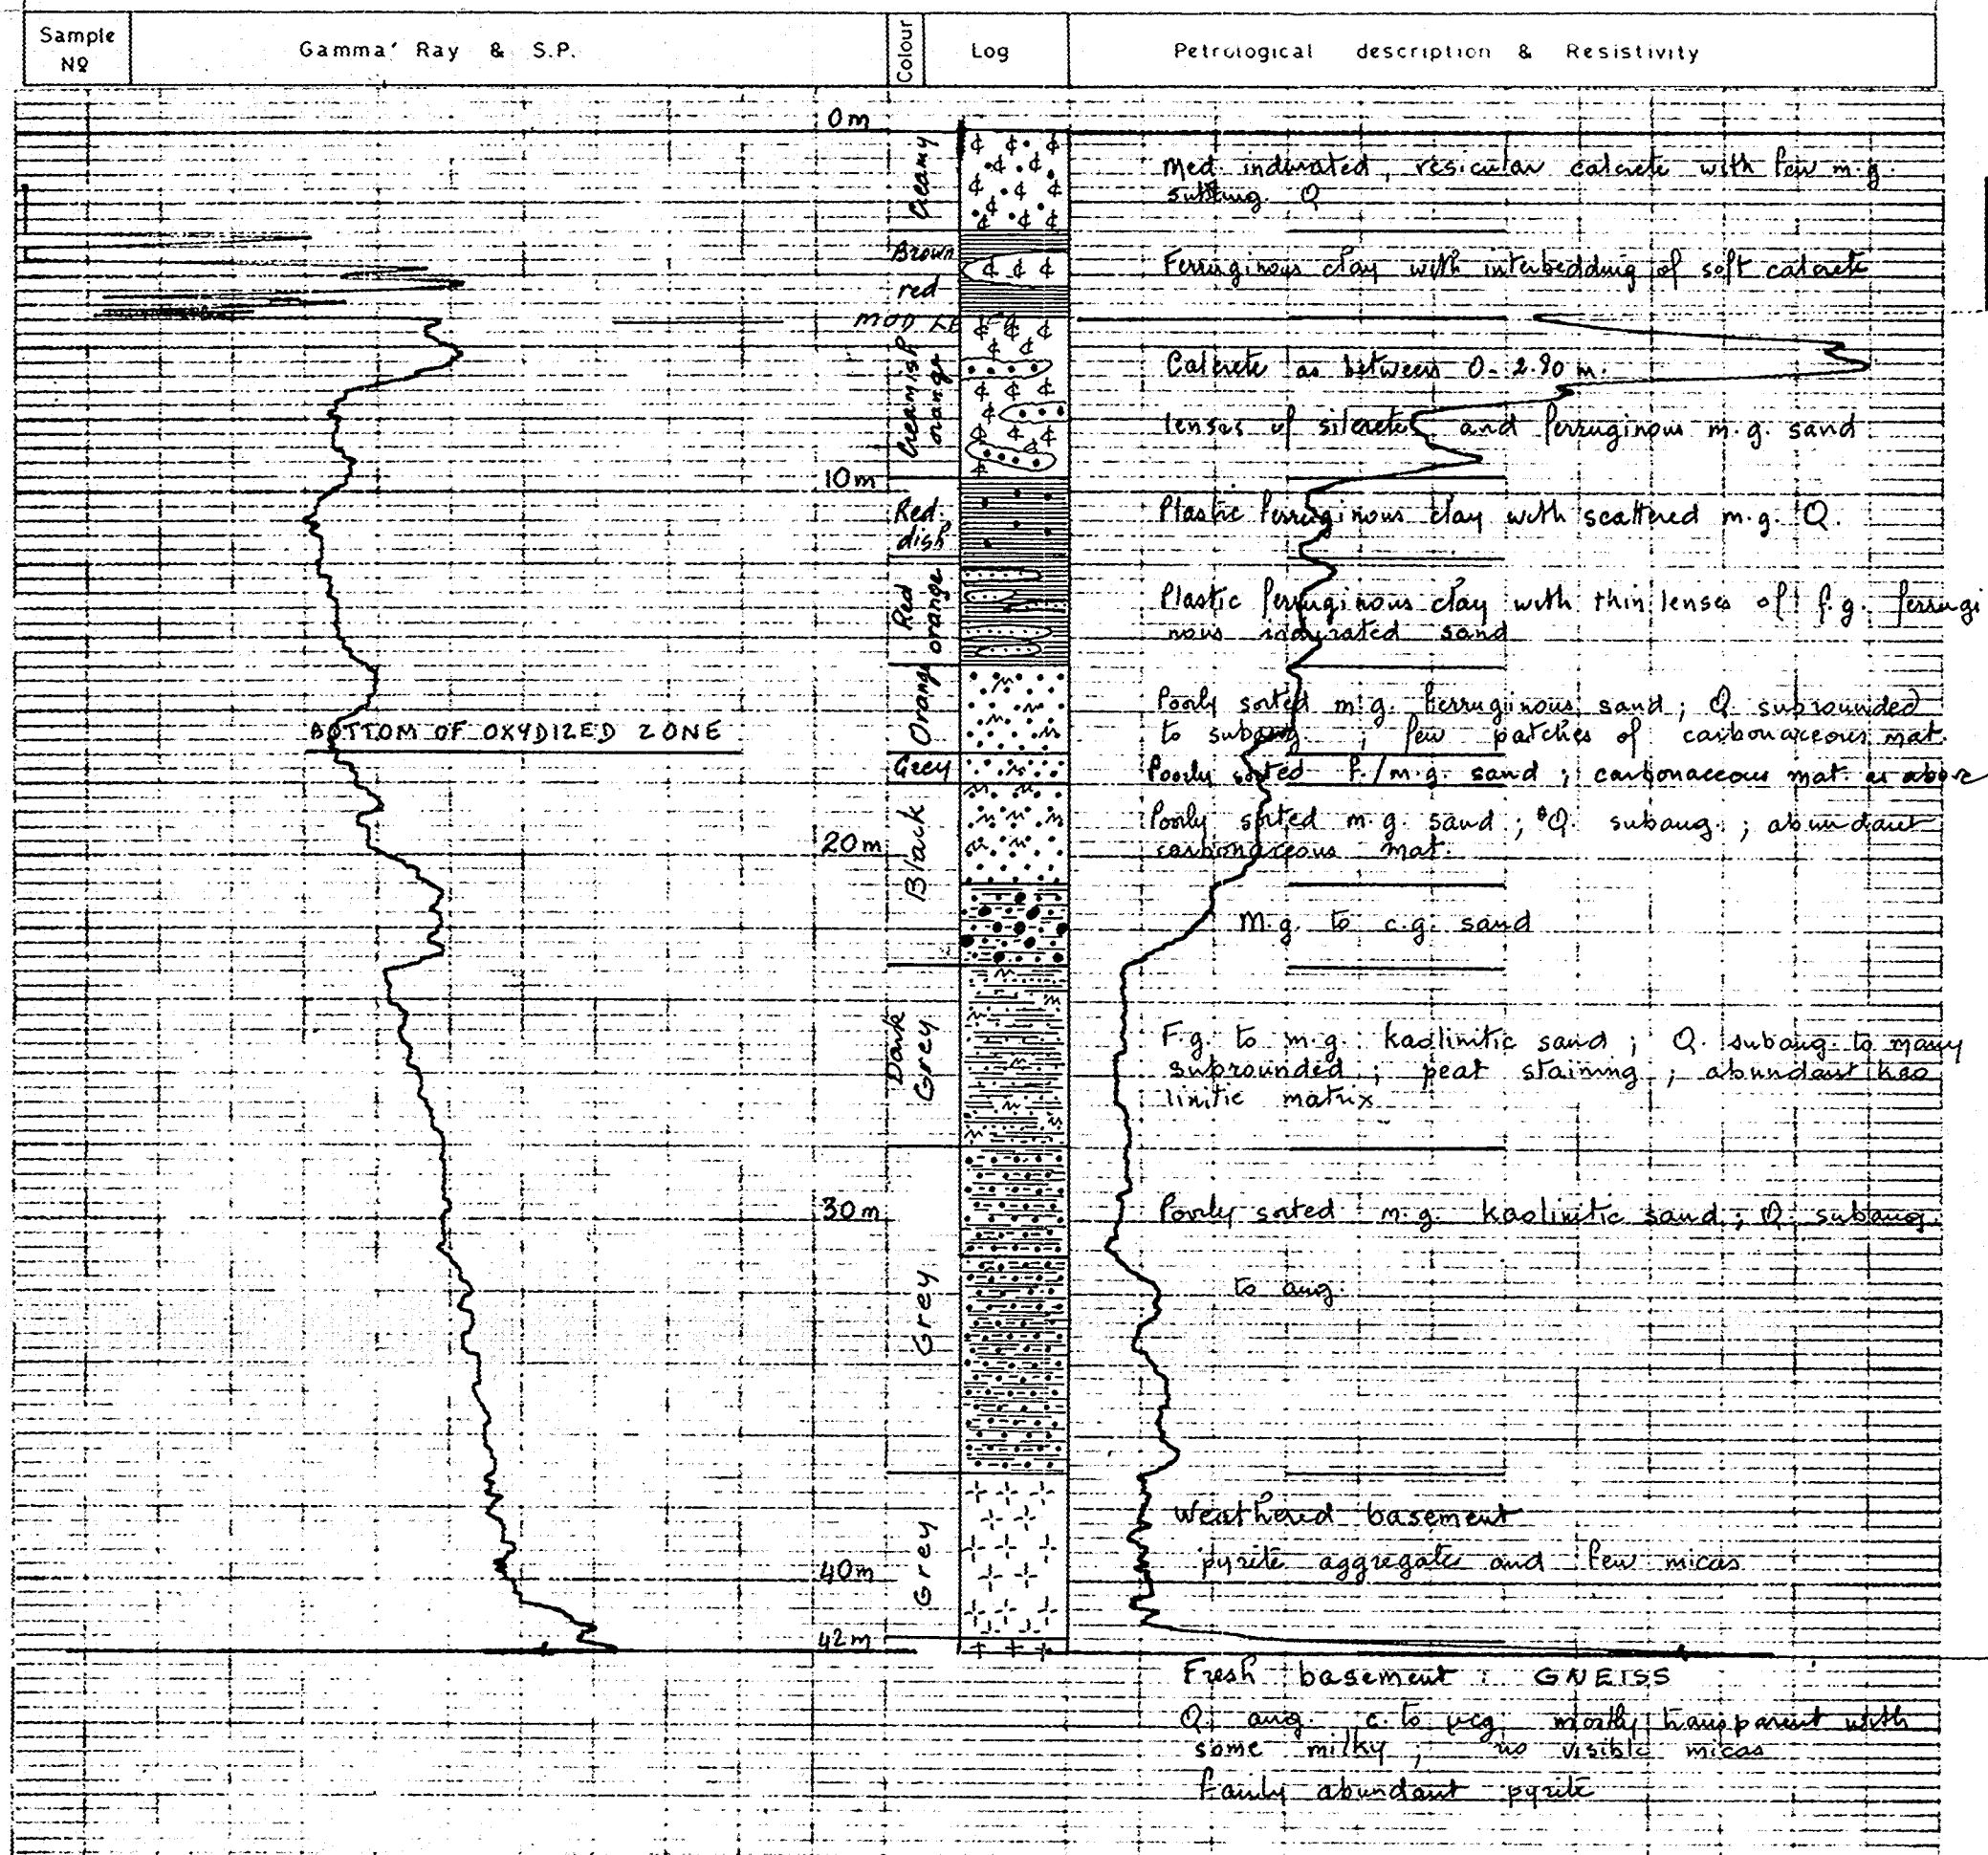 Sample
Nº
Gamma Ray & S.P.
Colour
Log
Petrological description & Resistivity
0m
Creamy
Med. indurated, vesicular calcrete with few m.g.
subang. Q
Brown
red
Ferruginous clay with interbedding of soft calcrete
MOD
Creamish
orange
Calcrete as between 0-2.80 m.
lenses of silcrete and ferruginous m.g. sand
10m
Red.
dish
Plastic ferruginous clay with scattered m.g. Q.
Red
orange
Plastic ferruginous clay with thin lenses of f.g. ferrugi
nous indurated sand
Orange
Poorly sorted m.g. ferruginous sand; Q subrounded
to subang. ; few patches of carbonaceous mat.
BOTTOM OF OXYDIZED ZONE
Grey
Poorly sorted f./m.g. sand; carbonaceous mat. as above
Black
Poorly sorted m.g. sand; Q. subang.; abundant
carbonaceous mat.
20m
M.g. to c.g. sand
Dark
Grey
F.g. to m.g. kaolinitic sand; Q. subang. to many
subrounded; peat staining; abundant kao
linitic matrix
30m
Poorly sorted m.g. kaolinitic sand; Q. subang.
to ang.
Grey
Weathered basement
pyrite aggregate and few micas
40m
Grey
42m
Fresh basement : GNEISS
Q. ang. c. to vcg mostly transparent with
some milky; no visible micas
Fairly abundant pyrite